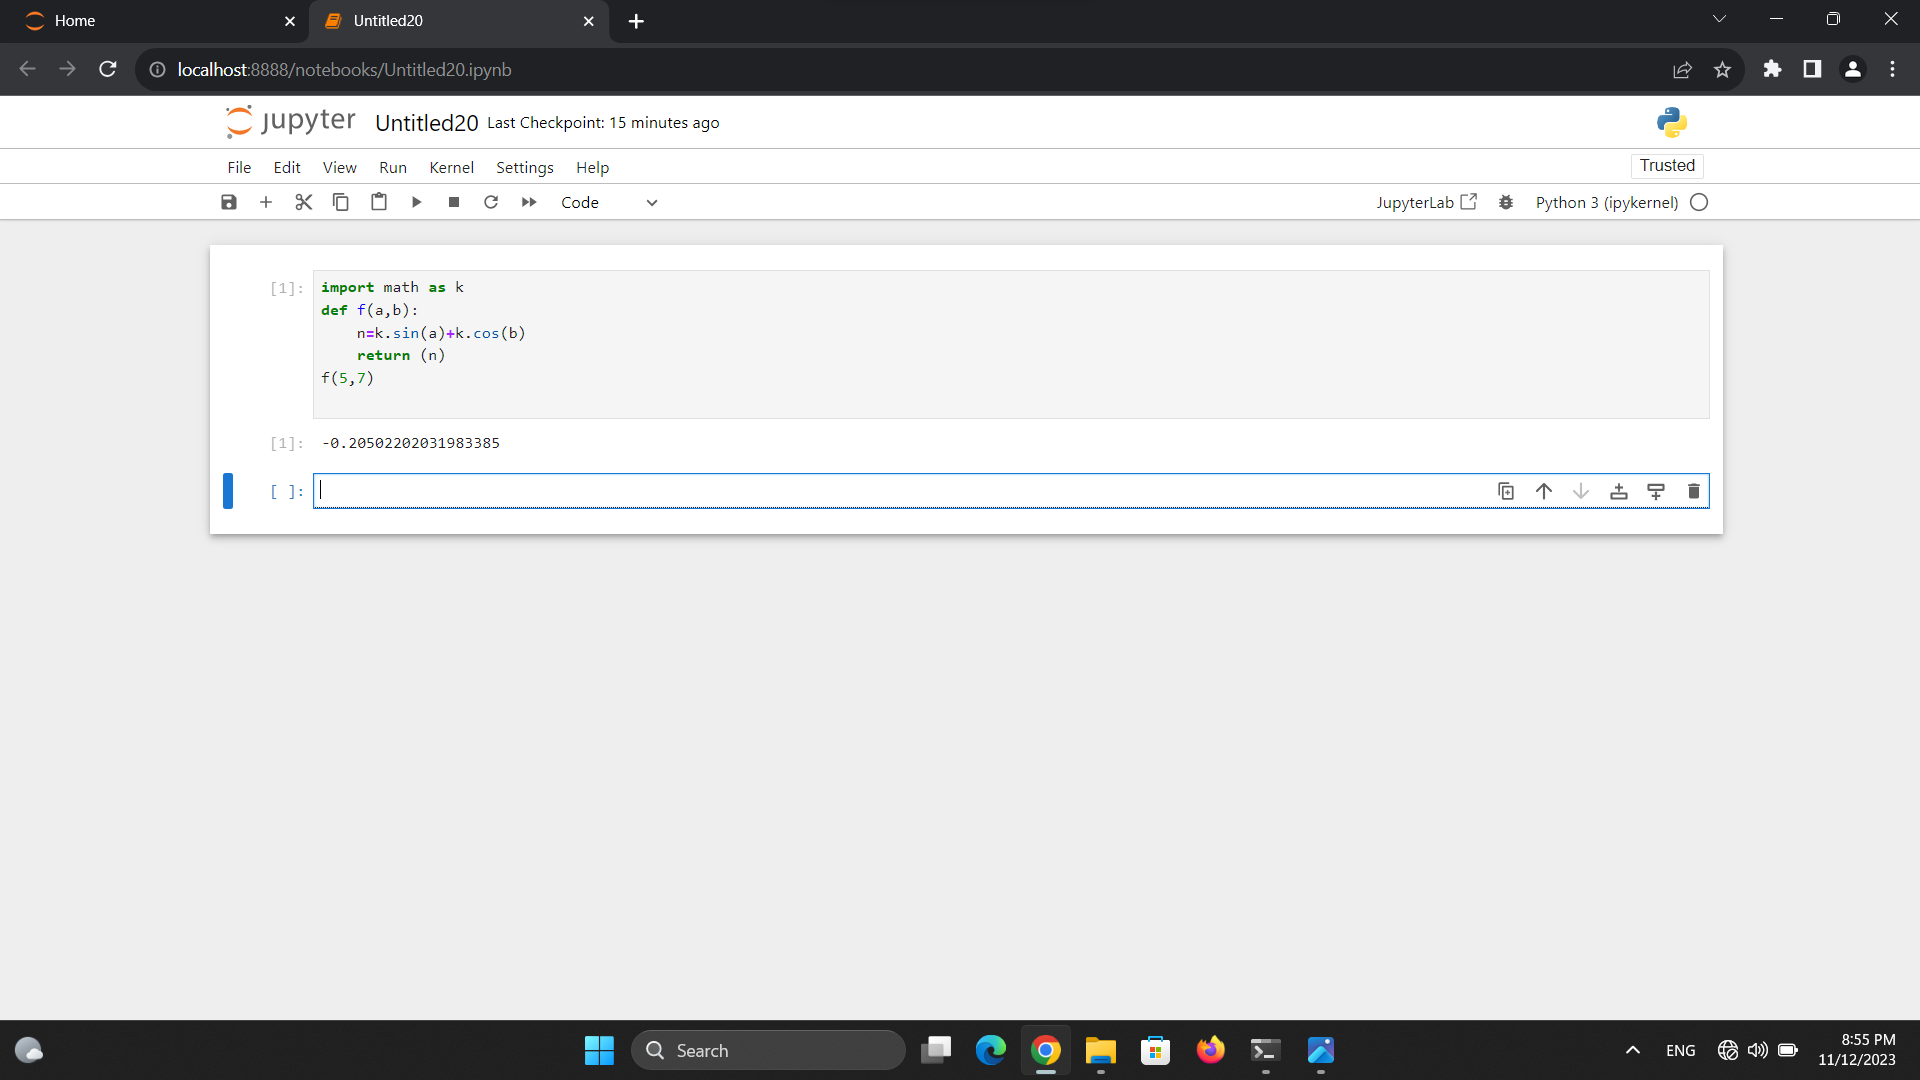 Home
Untitled20
localhost:8888/notebooks/Untitled20.ipynb
jupyter Untitled20 Last Checkpoint: 15 minutes ago
File Edit View Run Kernel Settings Help
Trusted
Code
JupyterLab
Python 3 (ipykernel)
[1]: import math as k
def f(a,b):
    n=k.sin(a)+k.cos(b)
    return (n)
f(5,7)
[1]: -0.20502202031983385
[ ]:
Search
ENG
8:55 PM
11/12/2023